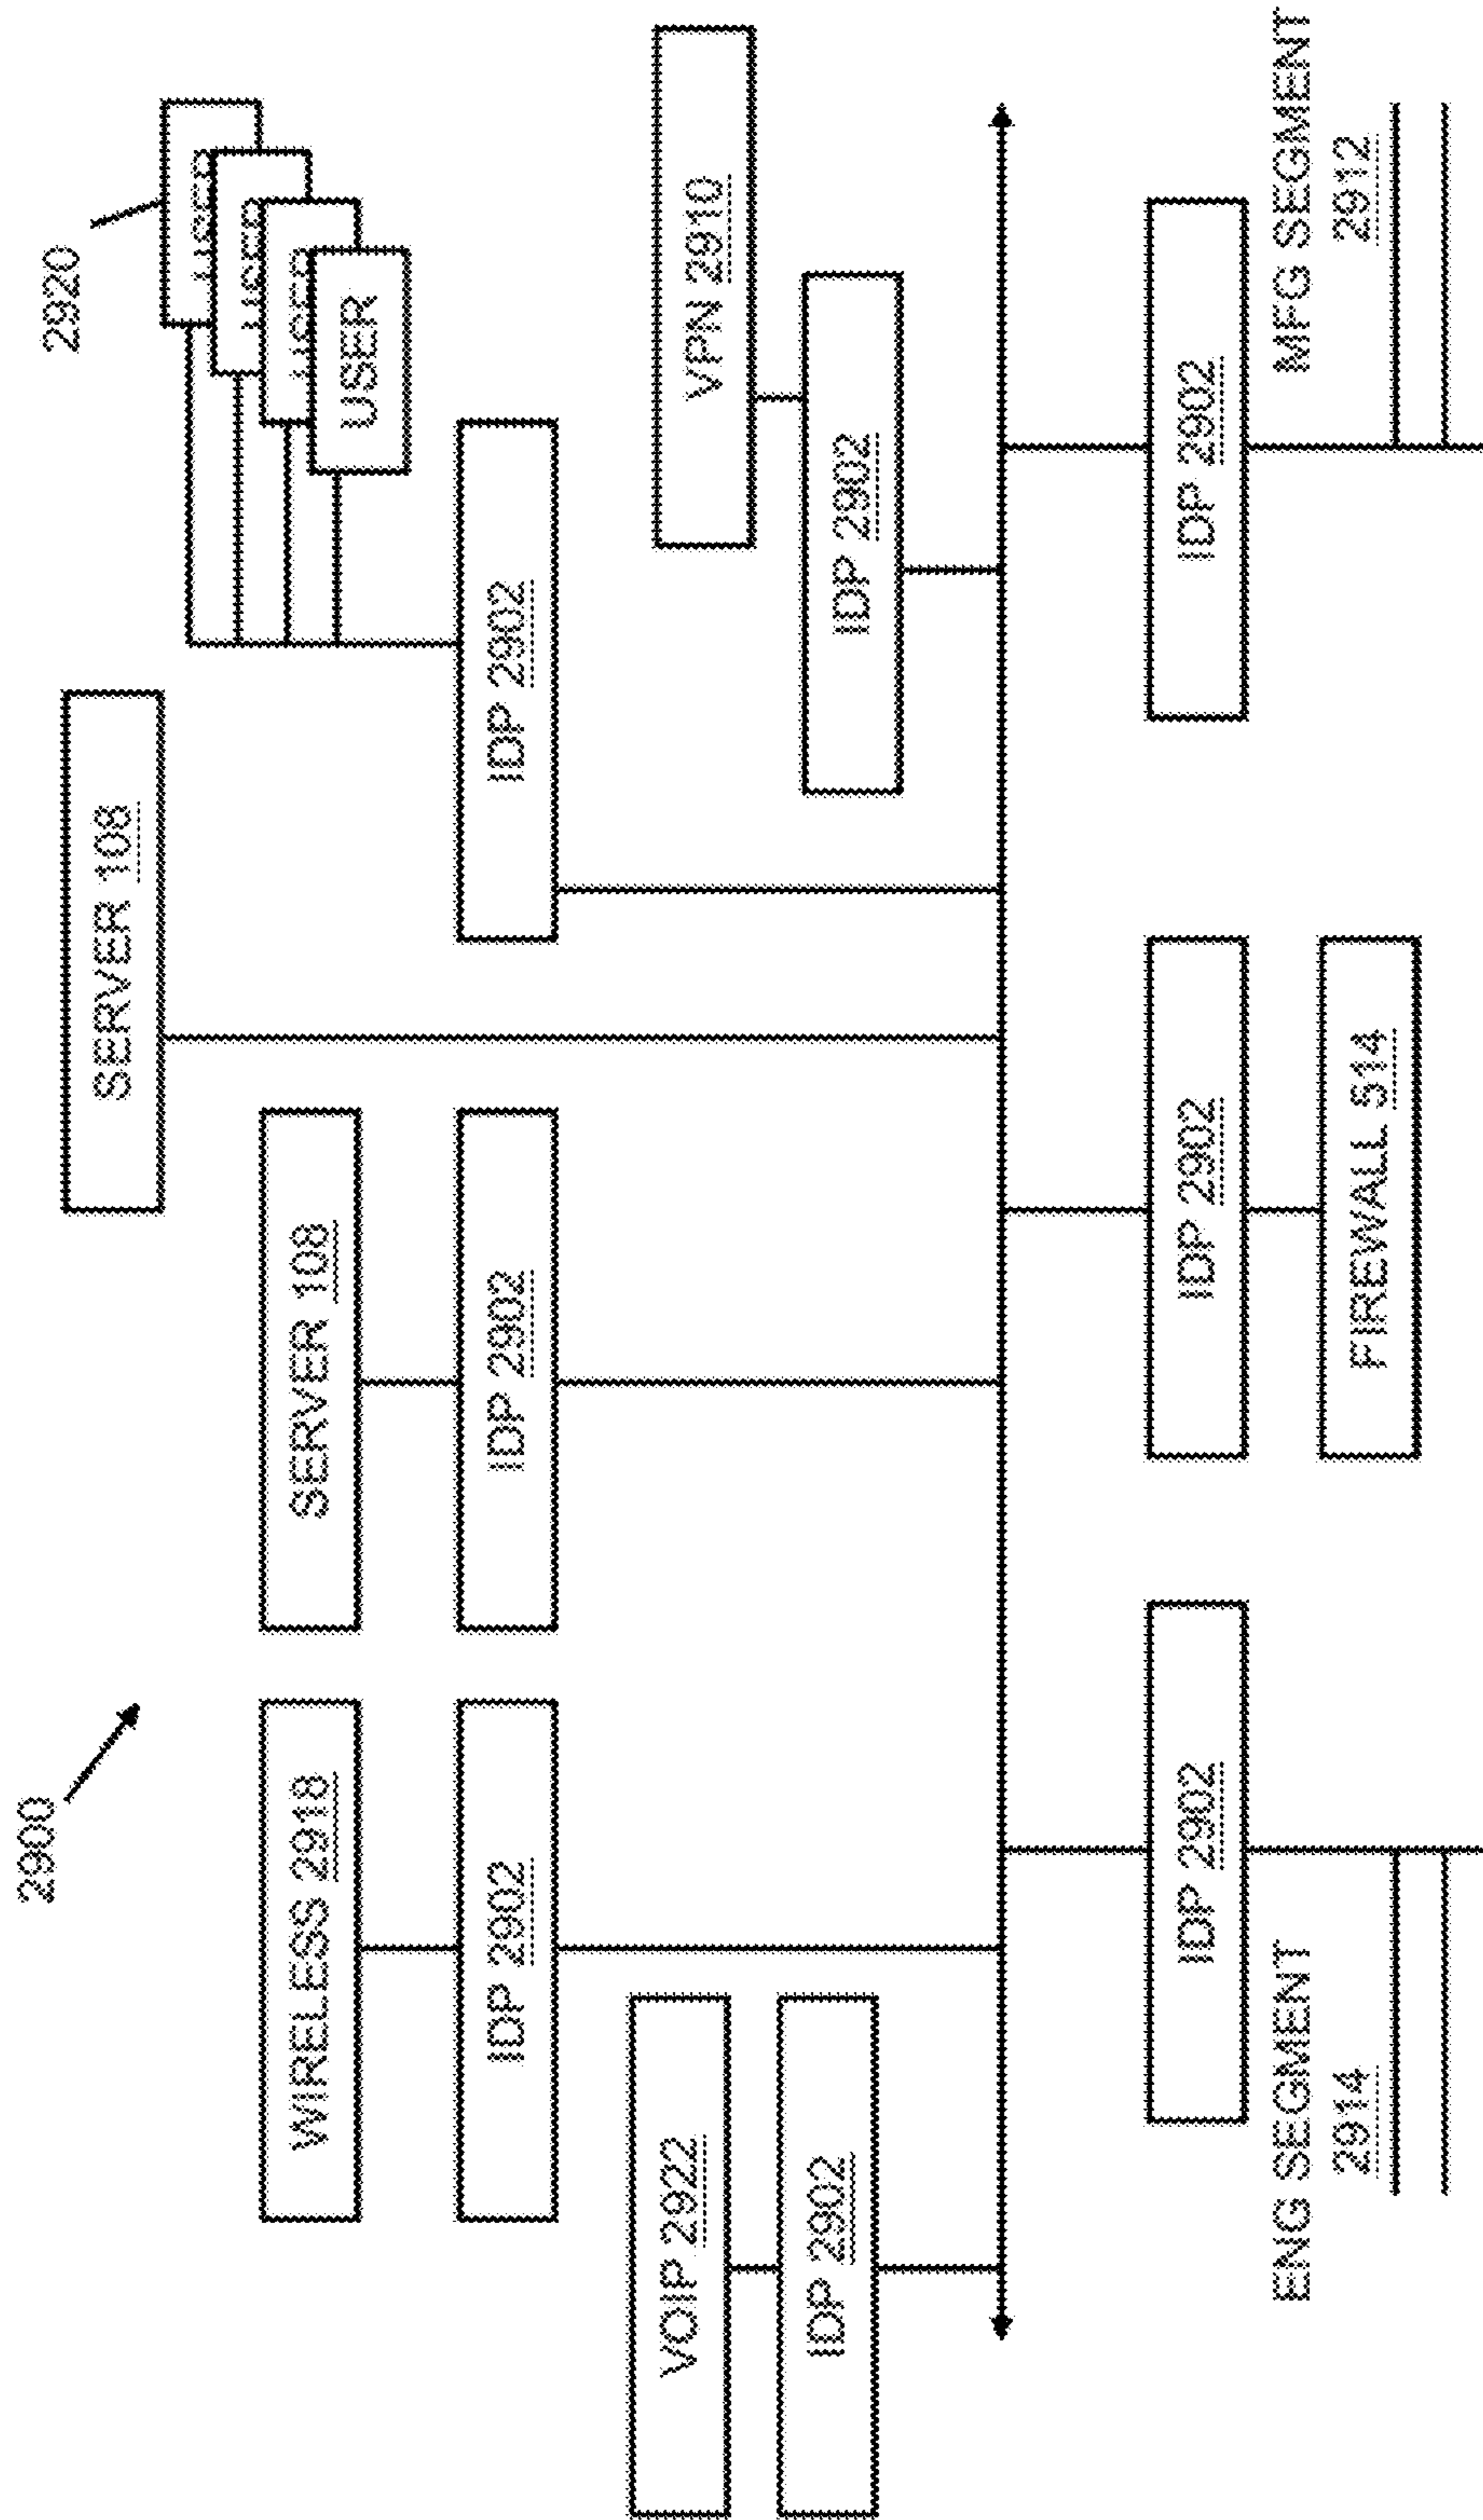 2900
SERVER 108
2920
WIRELESS 2918
SERVER 108
USER
USER
USER
USER
IDP 2902
IDP 2902
IDP 2902
VOIP 2922
VPN 2910
IDP 2902
IDP 2902
IDP 2902
IDP 2902
IDP 2902
ENG SEGMENT
2914
FIREWALL 514
MFG SEGMENT
2912